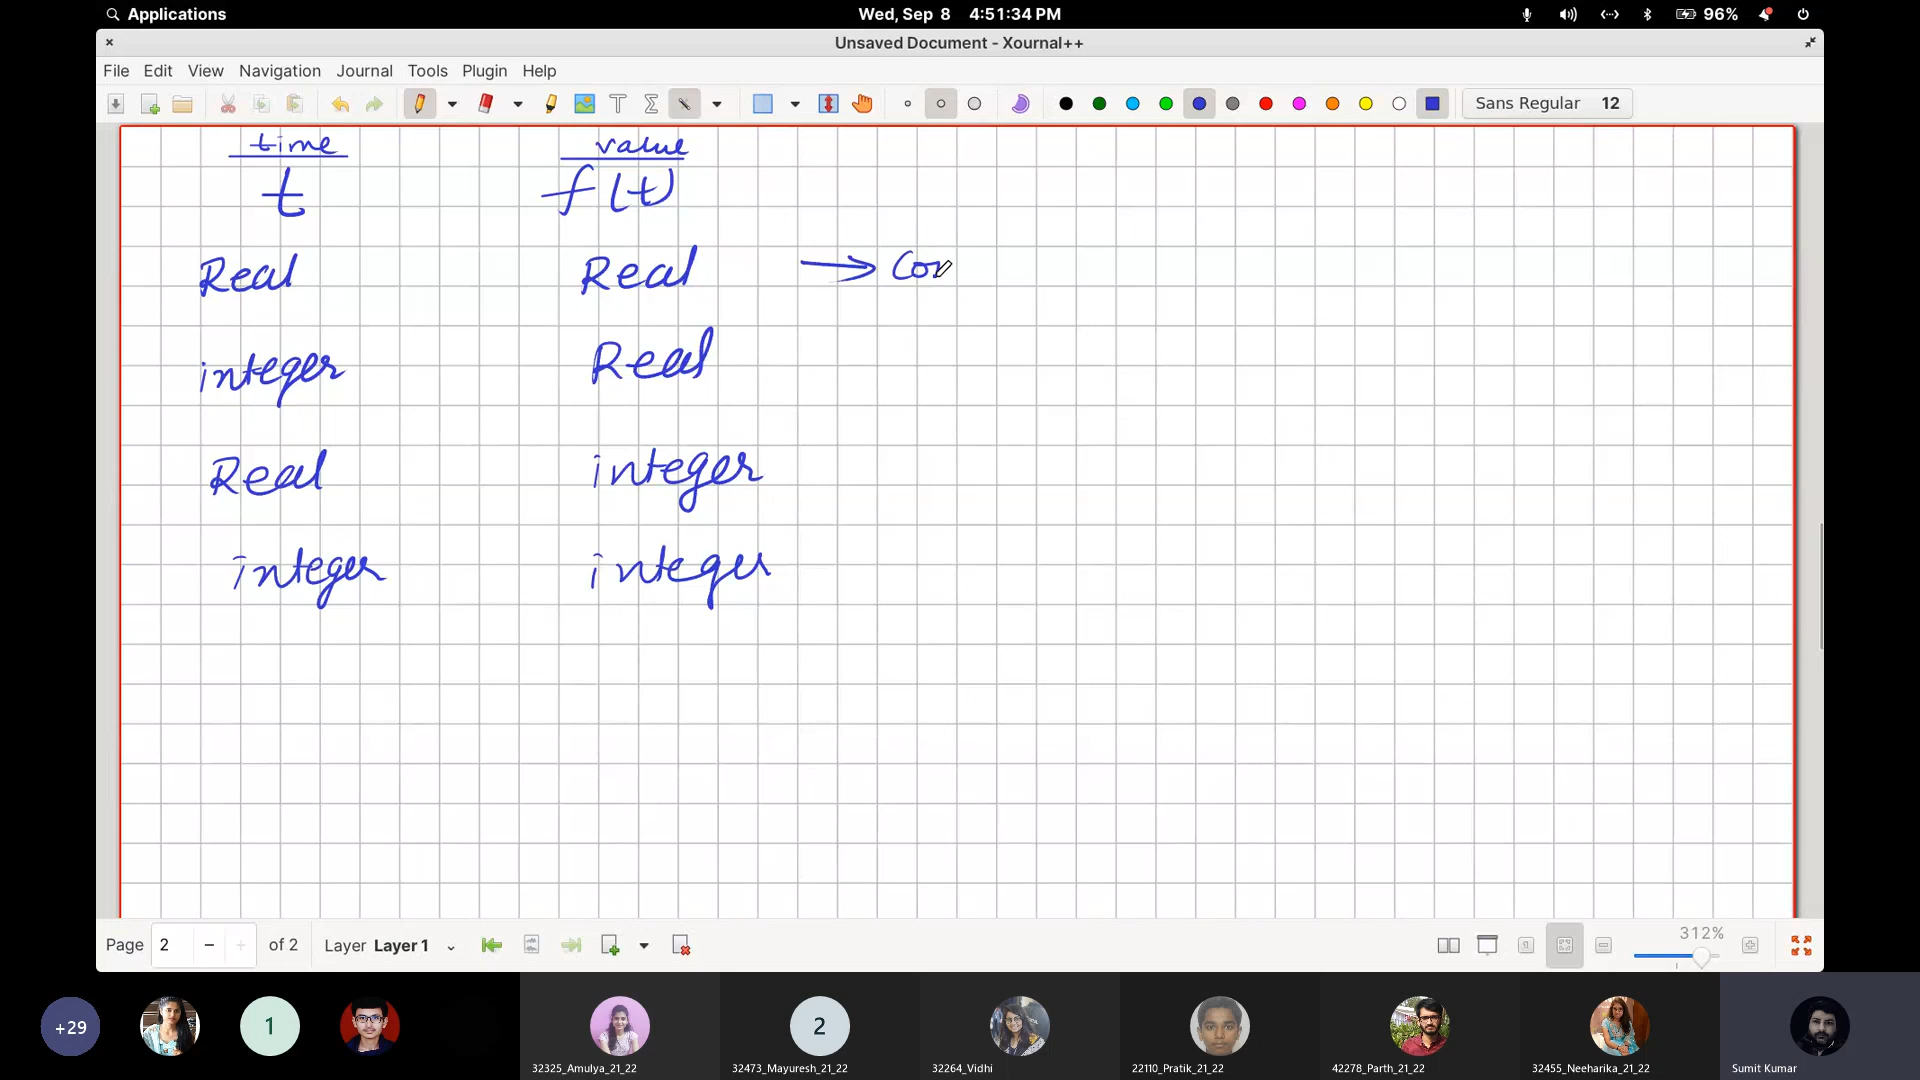 Applications
Wed, Sep 8 4:51:34 PM
96%
Unsaved Document - Xournal++
File Edit View Navigation Journal Tools Plugin Help
Sans Regular 12
time value
t f(t)
Real Real → Con
integer Real
Real integer
integer integer
Page 2 of 2 Layer Layer 1
312%
+29
1
2
32325_Amulya_21_22
32473_Mayuresh_21_22
32264_Vidhi
22110_Pratik_21_22
42278_Parth_21_22
32455_Neeharika_21_22
Sumit Kumar